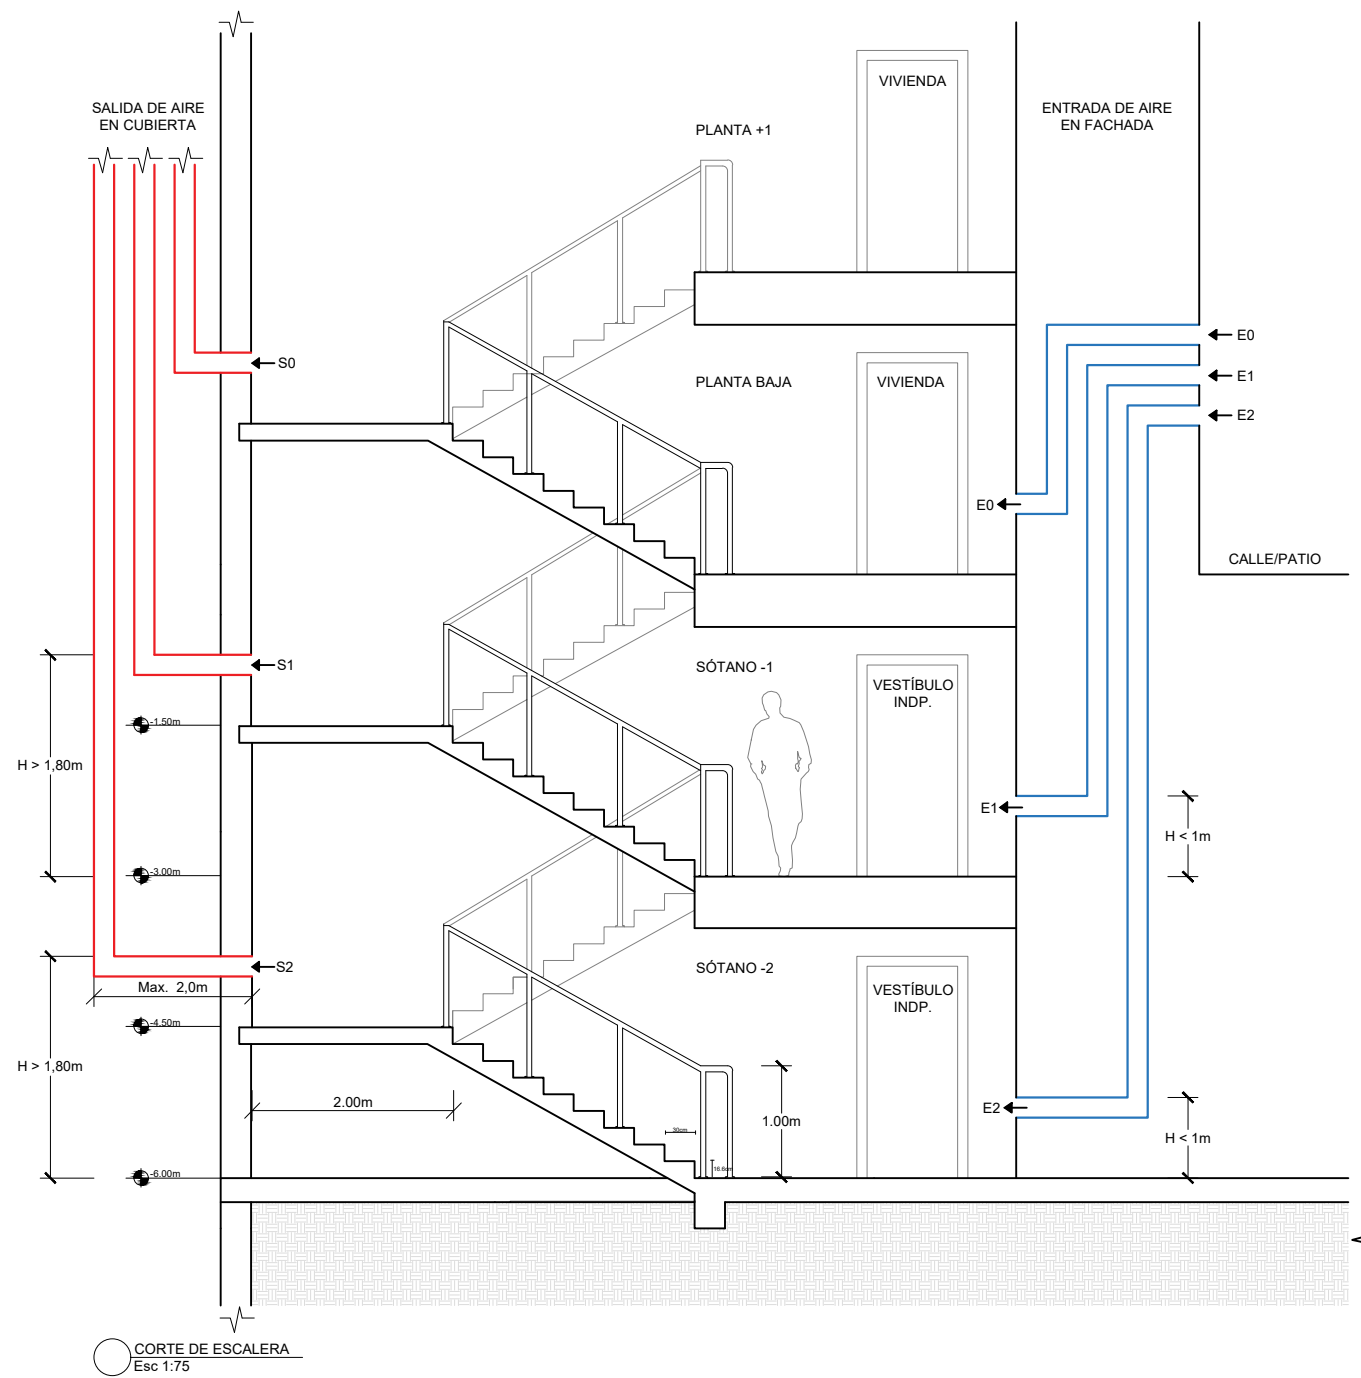 SALIDA DE AIRE
EN CUBIERTA
PLANTA +1
VIVIENDA
ENTRADA DE AIRE
EN FACHADA
S0
E0
E1
E2
PLANTA BAJA
VIVIENDA
E0
CALLE/PATIO
S1
SÓTANO -1
VESTÍBULO
INDP.
-1.50m
H > 1,80m
E1
H < 1m
-3.00m
S2
SÓTANO -2
Max. 2,0m
VESTÍBULO
INDP.
-4.50m
H > 1,80m
2.00m
1.00m
E2
30cm
H < 1m
16.6cm
-6.00m
CORTE DE ESCALERA
Esc 1:75